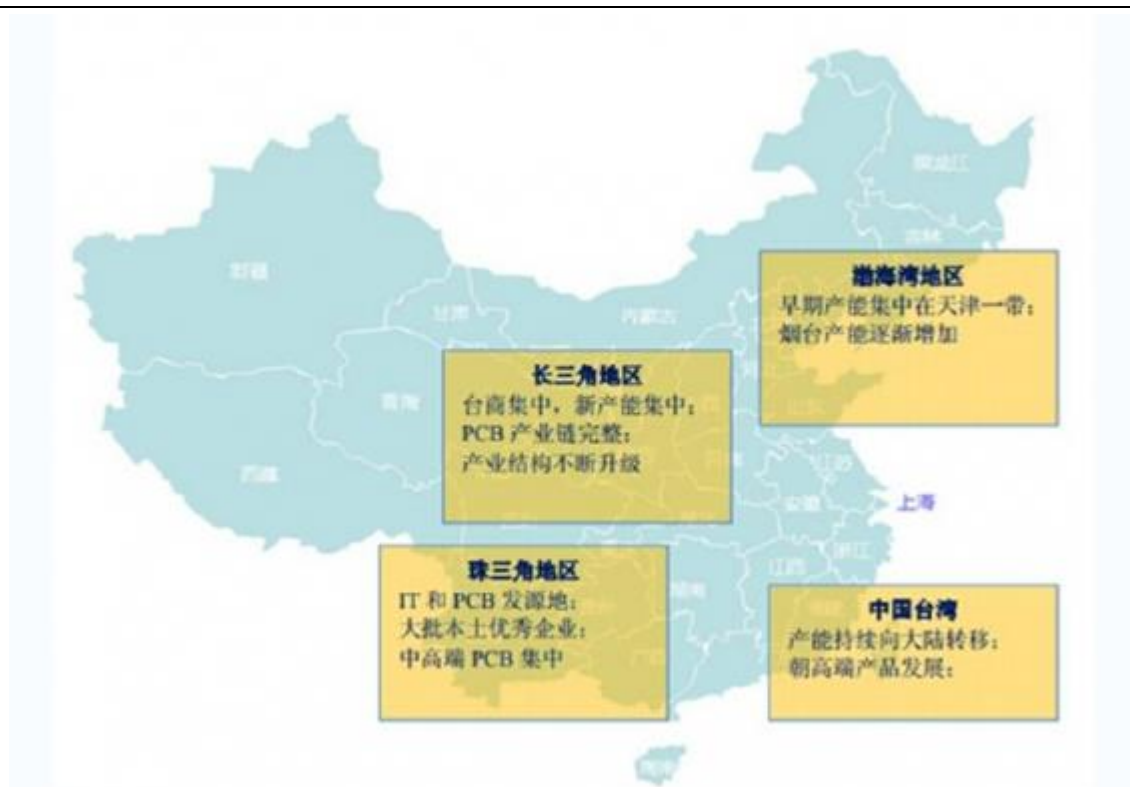 黑龙江
吉林
新疆
甘肃
内蒙古
渤海湾地区
早期产能集中在天津一带;
烟台产能逐渐增加
长三角地区
台商集中,新产能集中;
PCB 产业链完整;
产业结构不断升级
青海
西藏
江苏
安徽
上海
浙江
江西
湖南
珠三角地区
IT 和 PCB 发源地;
大批本土优秀企业;
中高端 PCB 集中
中国台湾
产能持续向大陆转移;
朝高端产品发展;